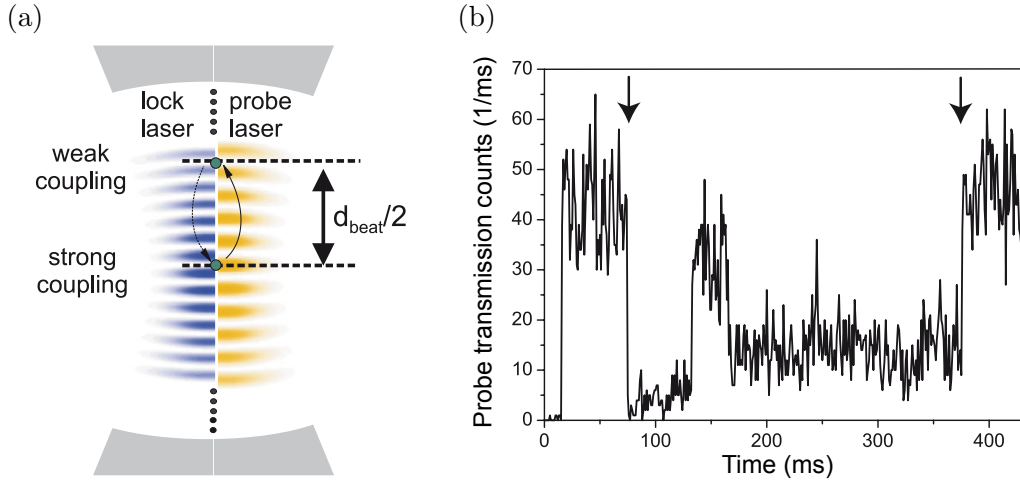 (a)
lock
laser
probe
laser
weak
coupling
strong
coupling
d_beat/2
(b)
Probe transmission counts (1/ms)
70
60
50
40
30
20
10
0
0
100
200
300
400
Time (ms)